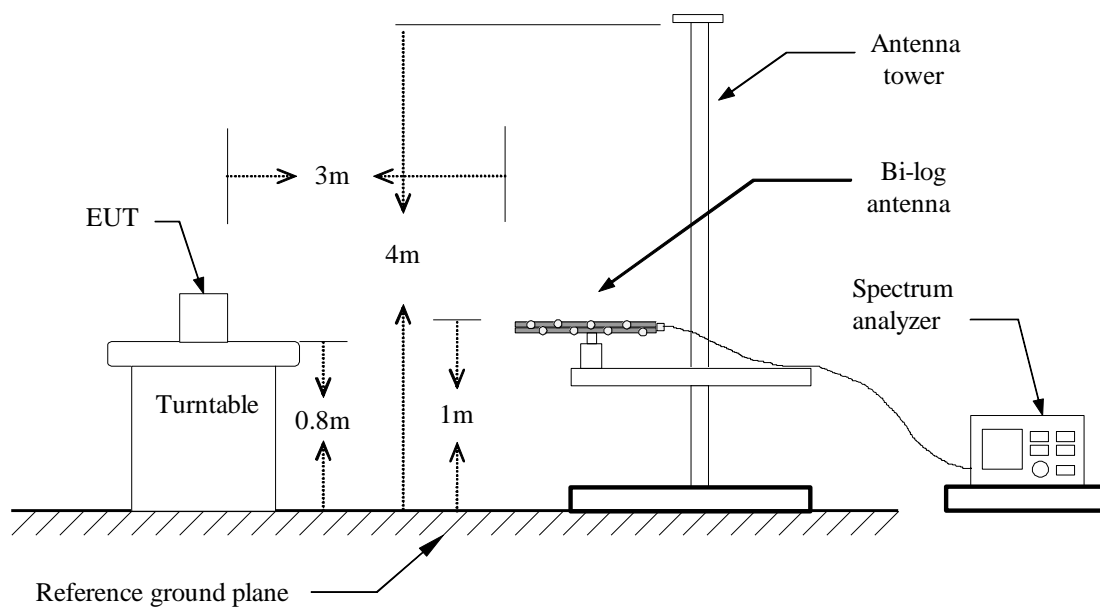 Antenna
tower
3m
Bi-log
antenna
EUT
4m
Spectrum
analyzer
Turntable
0.8m
1m
Reference ground plane